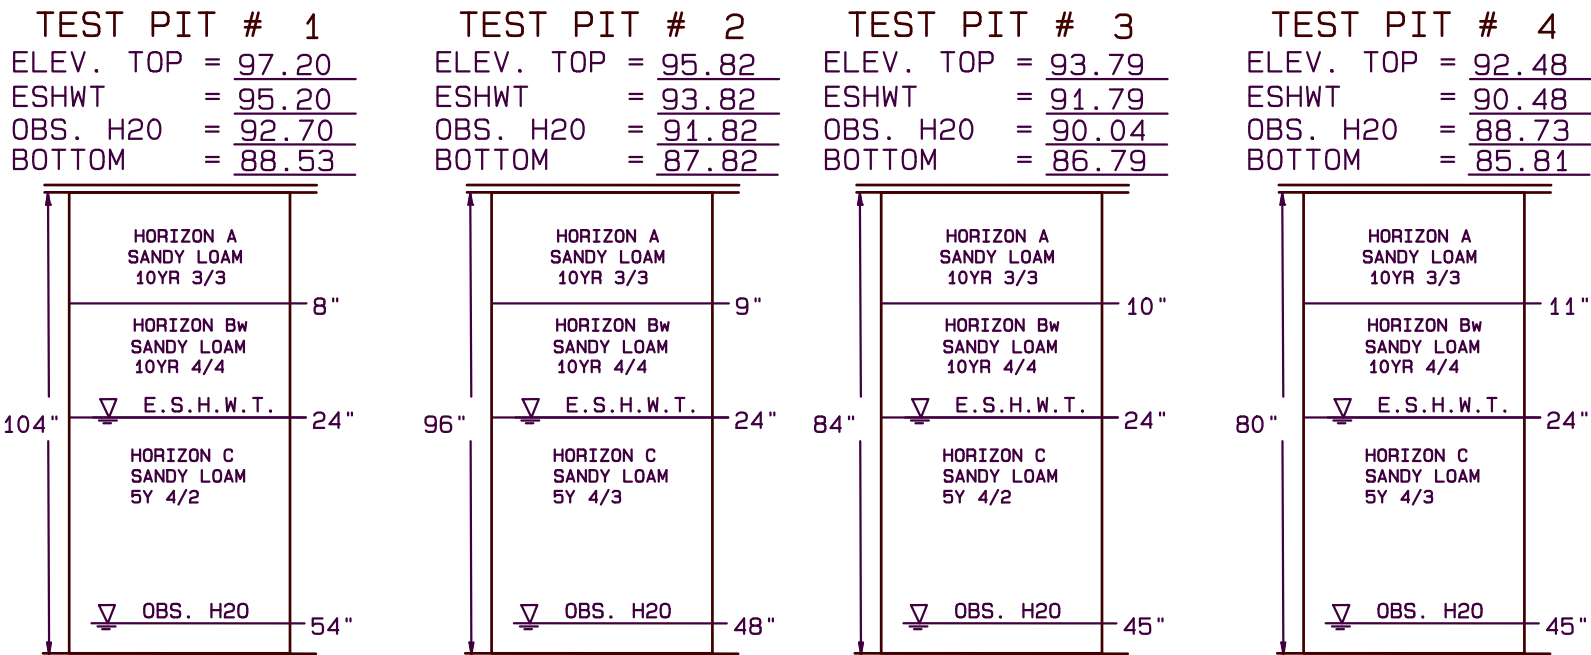 TEST PIT # 1
ELEV. TOP = 97.20
ESHWT = 95.20
OBS. H2O = 92.70
BOTTOM = 88.53
HORIZON A
SANDY LOAM
10YR 3/3
8"
HORIZON Bw
SANDY LOAM
10YR 4/4
E.S.H.W.T.
24"
104"
HORIZON C
SANDY LOAM
5Y 4/2
OBS. H2O
54"
TEST PIT # 2
ELEV. TOP = 95.82
ESHWT = 93.82
OBS. H2O = 91.82
BOTTOM = 87.82
HORIZON A
SANDY LOAM
10YR 3/3
9"
HORIZON Bw
SANDY LOAM
10YR 4/4
E.S.H.W.T.
24"
96"
HORIZON C
SANDY LOAM
5Y 4/3
OBS. H2O
48"
TEST PIT # 3
ELEV. TOP = 93.79
ESHWT = 91.79
OBS. H2O = 90.04
BOTTOM = 86.79
HORIZON A
SANDY LOAM
10YR 3/3
10"
HORIZON Bw
SANDY LOAM
10YR 4/4
E.S.H.W.T.
24"
84"
HORIZON C
SANDY LOAM
5Y 4/2
OBS. H2O
45"
TEST PIT # 4
ELEV. TOP = 92.48
ESHWT = 90.48
OBS. H2O = 88.73
BOTTOM = 85.81
HORIZON A
SANDY LOAM
10YR 3/3
11"
HORIZON Bw
SANDY LOAM
10YR 4/4
E.S.H.W.T.
24"
80"
HORIZON C
SANDY LOAM
5Y 4/3
OBS. H2O
45"